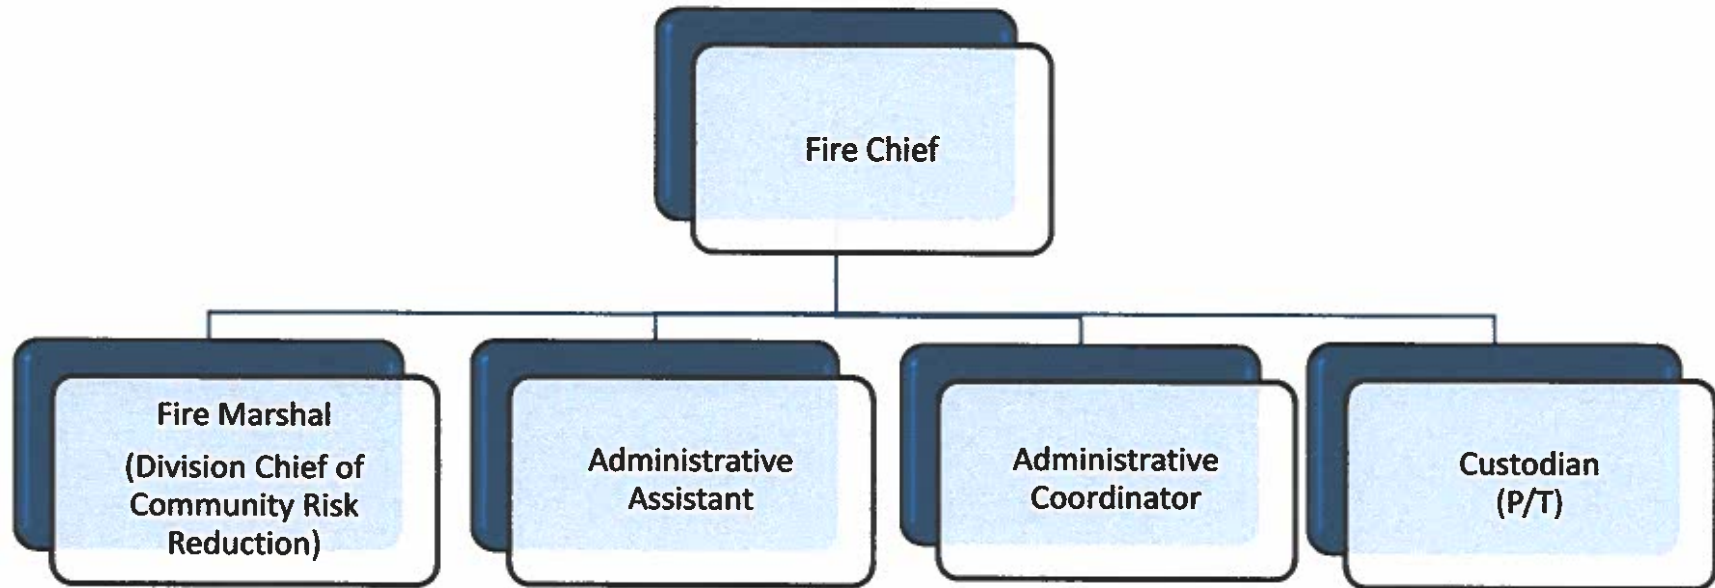 Fire Chief
Fire Marshal
(Division Chief of
Community Risk
Reduction)
Administrative
Assistant
Administrative
Coordinator
Custodian
(P/T)